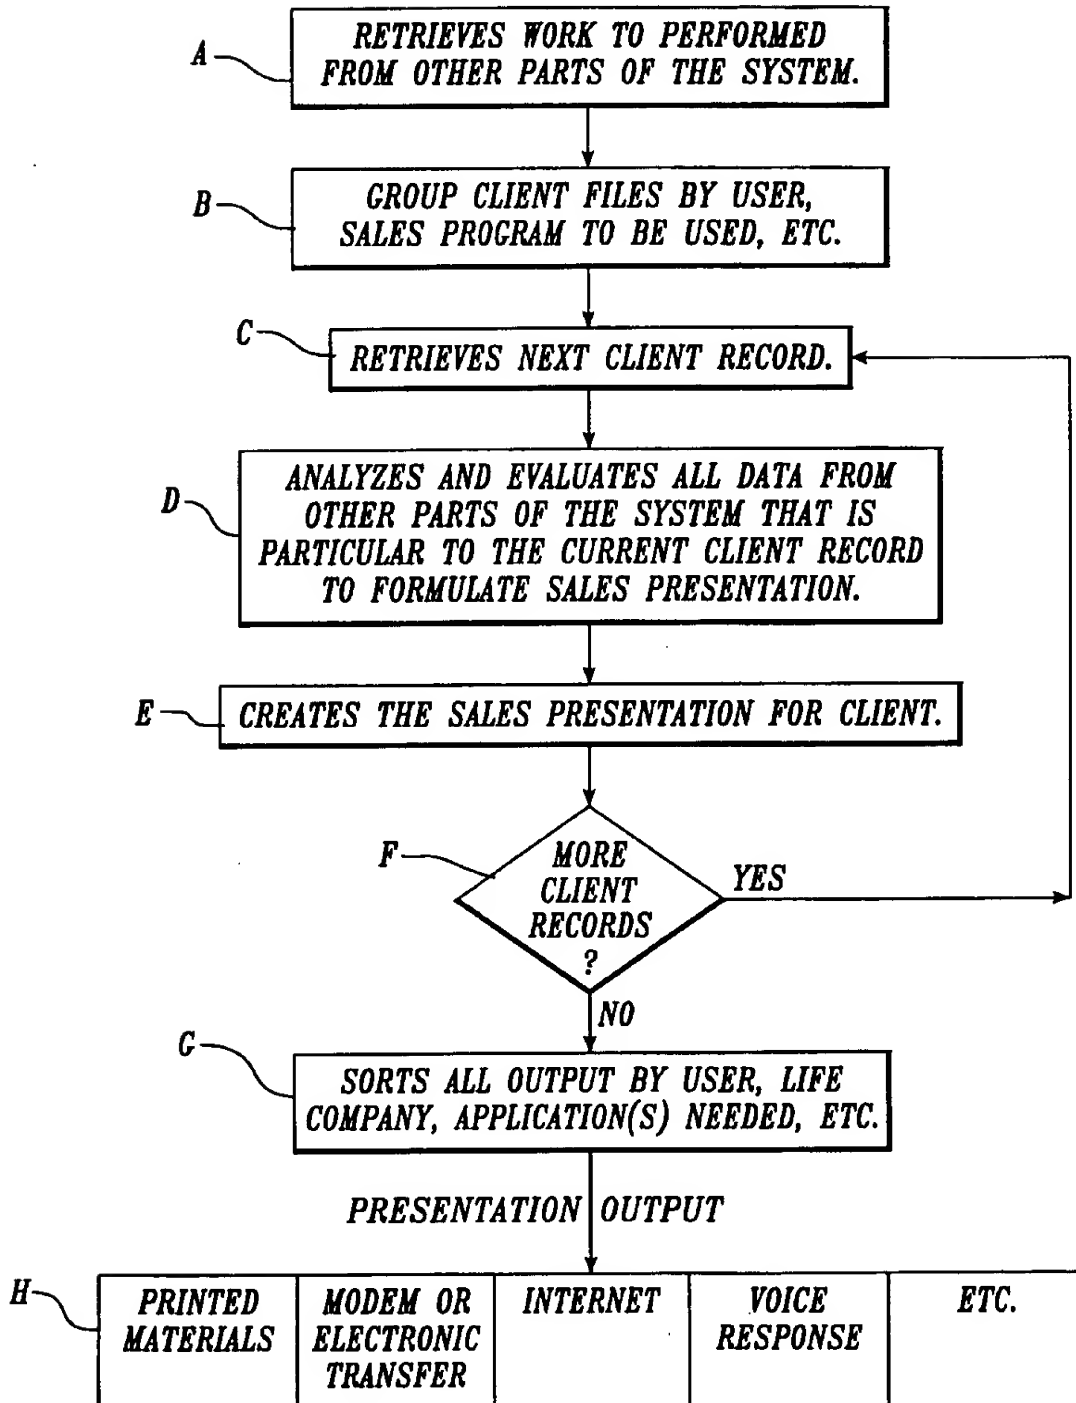 A
RETRIEVES WORK TO PERFORMED
FROM OTHER PARTS OF THE SYSTEM.
B
GROUP CLIENT FILES BY USER,
SALES PROGRAM TO BE USED, ETC.
C
RETRIEVES NEXT CLIENT RECORD.
D
ANALYZES AND EVALUATES ALL DATA FROM
OTHER PARTS OF THE SYSTEM THAT IS
PARTICULAR TO THE CURRENT CLIENT RECORD
TO FORMULATE SALES PRESENTATION.
E
CREATES THE SALES PRESENTATION FOR CLIENT.
F
MORE
CLIENT
RECORDS
?
YES
NO
G
SORTS ALL OUTPUT BY USER, LIFE
COMPANY, APPLICATION(S) NEEDED, ETC.
PRESENTATION OUTPUT
H
PRINTED
MATERIALS
MODEM OR
ELECTRONIC
TRANSFER
INTERNET
VOICE
RESPONSE
ETC.